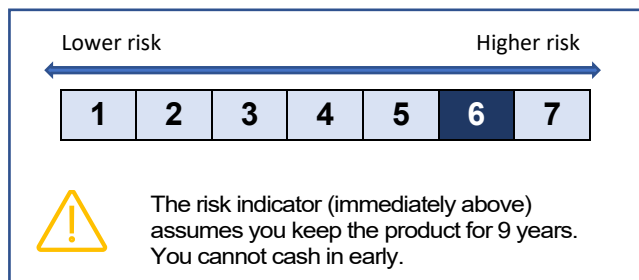 Lower risk Higher risk
1 2 3 4 5 6 7
The risk indicator (immediately above)
assumes you keep the product for 9 years.
You cannot cash in early.